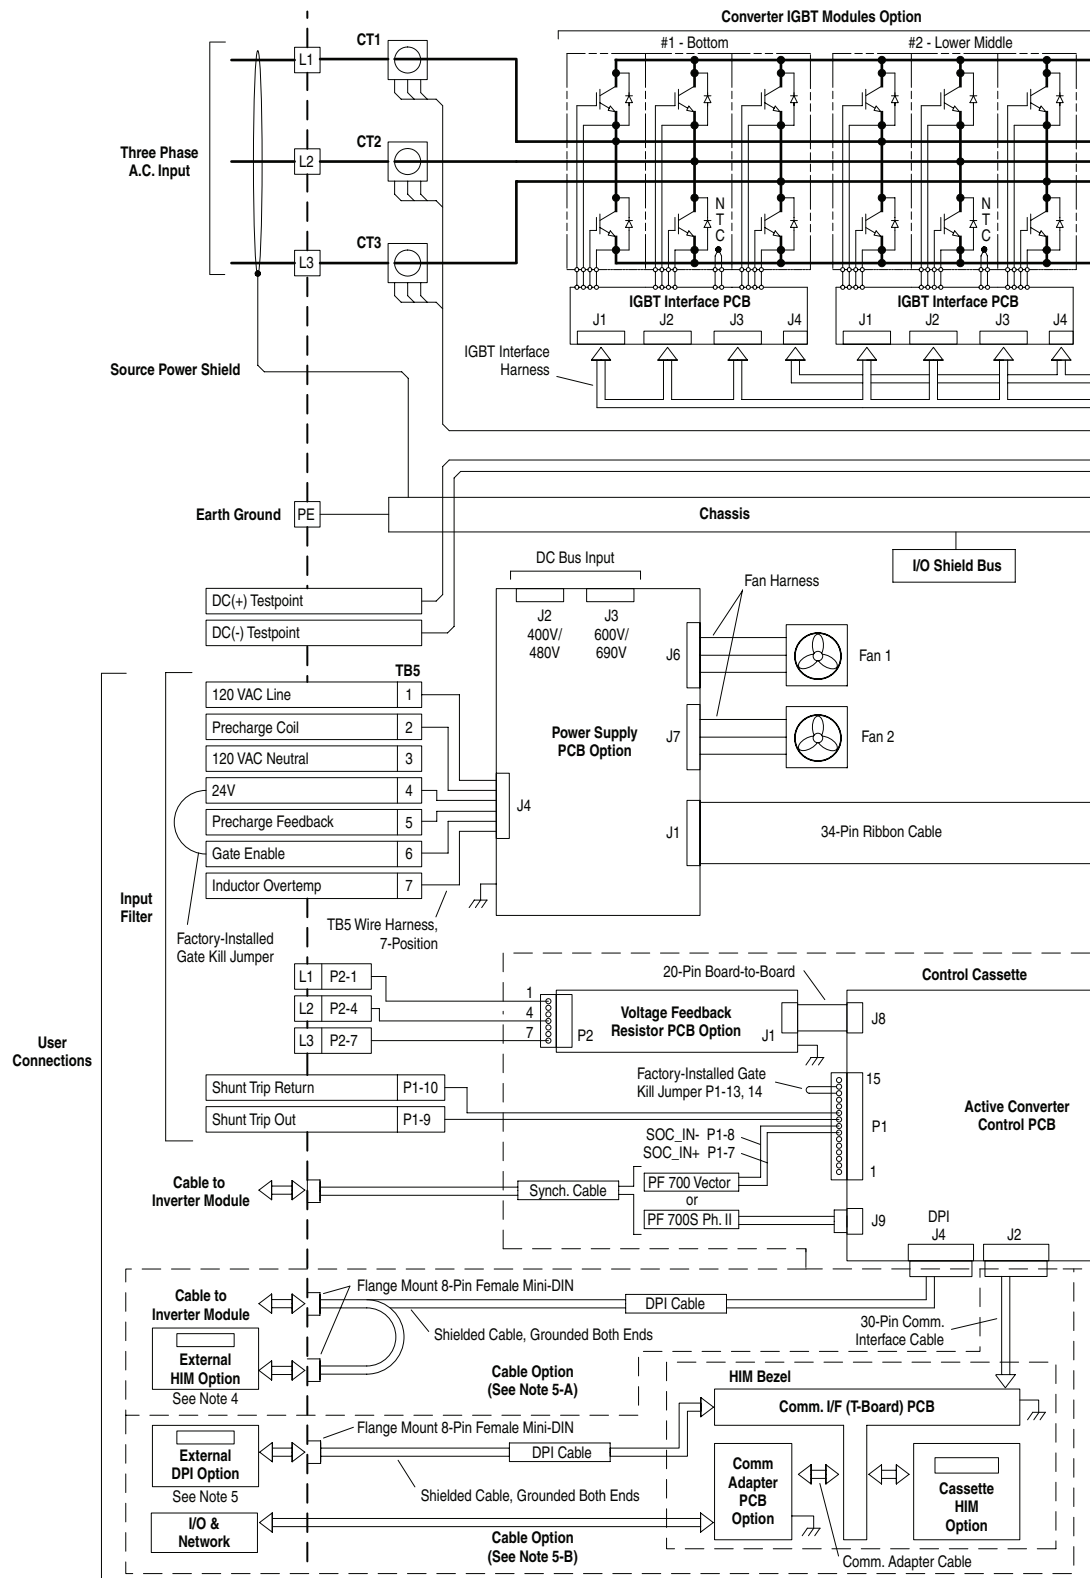 Converter IGBT Modules Option
#1 - Bottom
#2 - Lower Middle
CT1
L1
CT2
Three Phase
A.C. Input
L2
CT3
L3
N
T
C
N
T
C
IGBT Interface PCB
J1
J2
J3
J4
IGBT Interface PCB
J1
J2
J3
J4
IGBT Interface
Harness
Source Power Shield
Earth Ground
PE
Chassis
I/O Shield Bus
DC Bus Input
Fan Harness
DC(+) Testpoint
DC(-) Testpoint
J2
400V/
480V
J3
600V/
690V
J6
Fan 1
TB5
120 VAC Line
1
Precharge Coil
2
120 VAC Neutral
3
24V
4
Precharge Feedback
5
Gate Enable
6
Inductor Overtemp
7
Power Supply
PCB Option
J7
Fan 2
J4
J1
34-Pin Ribbon Cable
Input
Filter
TB5 Wire Harness,
7-Position
Factory-Installed
Gate Kill Jumper
20-Pin Board-to-Board
Control Cassette
L1
P2-1
L2
P2-4
L3
P2-7
1
4
7
P2
Voltage Feedback
Resistor PCB Option
J1
J8
User
Connections
Factory-Installed Gate
Kill Jumper P1-13, 14
15
P1
1
Active Converter
Control PCB
Shunt Trip Return
P1-10
Shunt Trip Out
P1-9
SOC_IN- P1-8
SOC_IN+ P1-7
Cable to
Inverter Module
Synch. Cable
PF 700 Vector
or
PF 700S Ph. II
J9
DPI
J4
J2
Cable to
Inverter Module
Flange Mount 8-Pin Female Mini-DIN
DPI Cable
30-Pin Comm.
Interface Cable
Shielded Cable, Grounded Both Ends
External
HIM Option
See Note 4
Cable Option
(See Note 5-A)
HIM Bezel
Comm. I/F (T-Board) PCB
Flange Mount 8-Pin Female Mini-DIN
External
DPI Option
See Note 5
DPI Cable
Shielded Cable, Grounded Both Ends
Comm
Adapter
PCB
Option
Cassette
HIM
Option
I/O &
Network
Cable Option
(See Note 5-B)
Comm. Adapter Cable